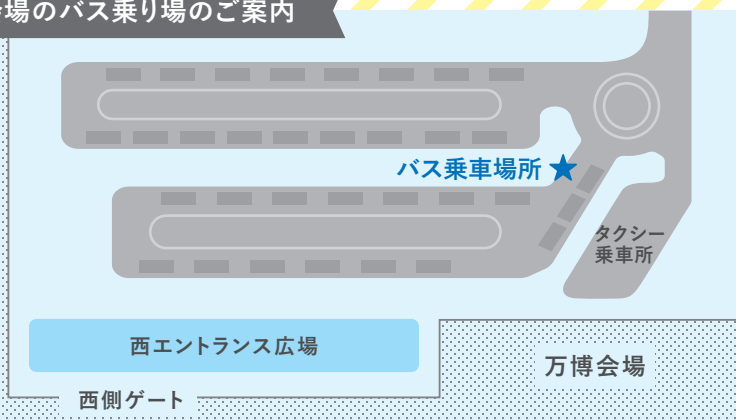 場のバス乗り場のご案内
バス乗車場所
タクシー
乗車所
西エントランス広場
万博会場
西側ゲート